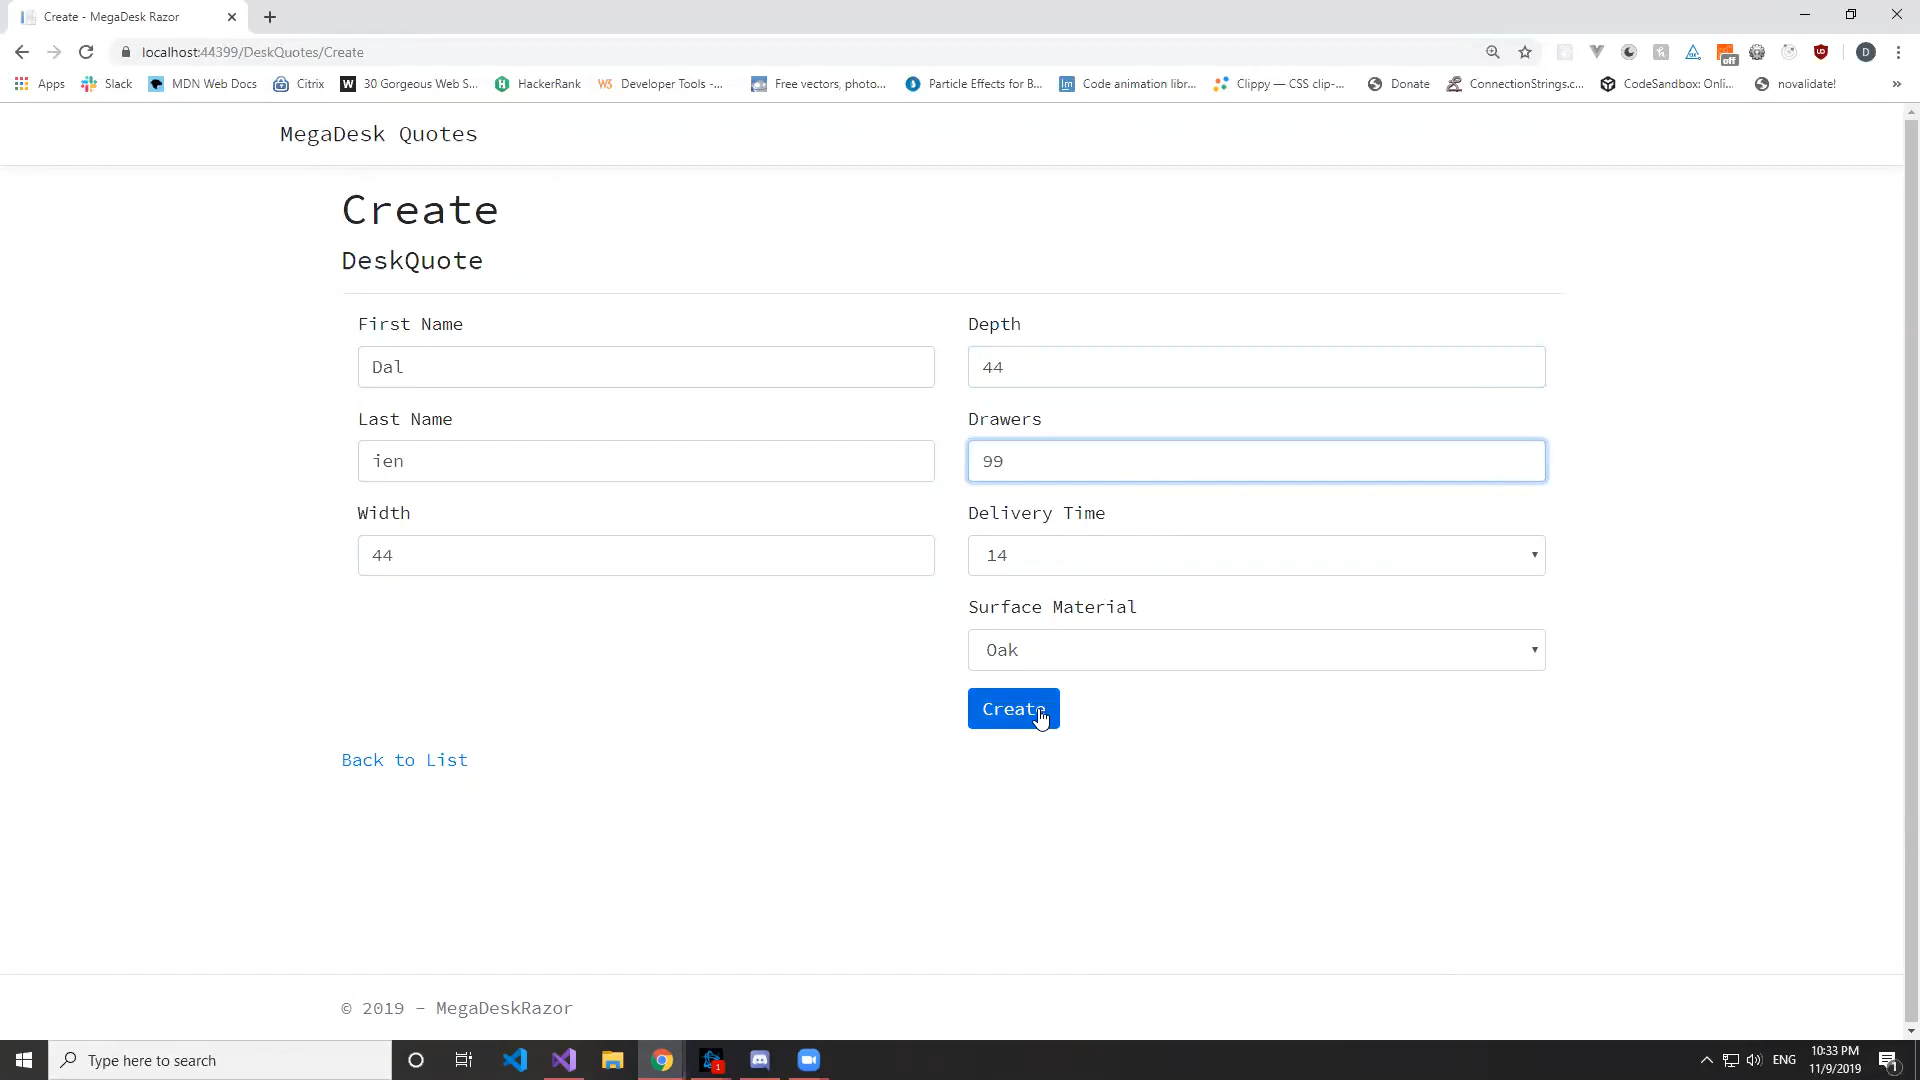 Create - MegaDesk Razor
localhost:44399/DeskQuotes/Create
off
D
Apps
Slack
MDN Web Docs
Citrix
30 Gorgeous Web S...
HackerRank
Developer Tools -...
Free vectors, photo...
Particle Effects for B...
Code animation libr...
Clippy — CSS clip-...
Donate
ConnectionStrings.c...
CodeSandbox: Onli...
novalidate!
»
MegaDesk Quotes
Create
DeskQuote
First Name
Dal
Last Name
ien
Width
44
Depth
44
Drawers
99
Delivery Time
14
Surface Material
Oak
Create
Back to List
© 2019 - MegaDeskRazor
Type here to search
1
ENG
10:33 PM
11/9/2019
1